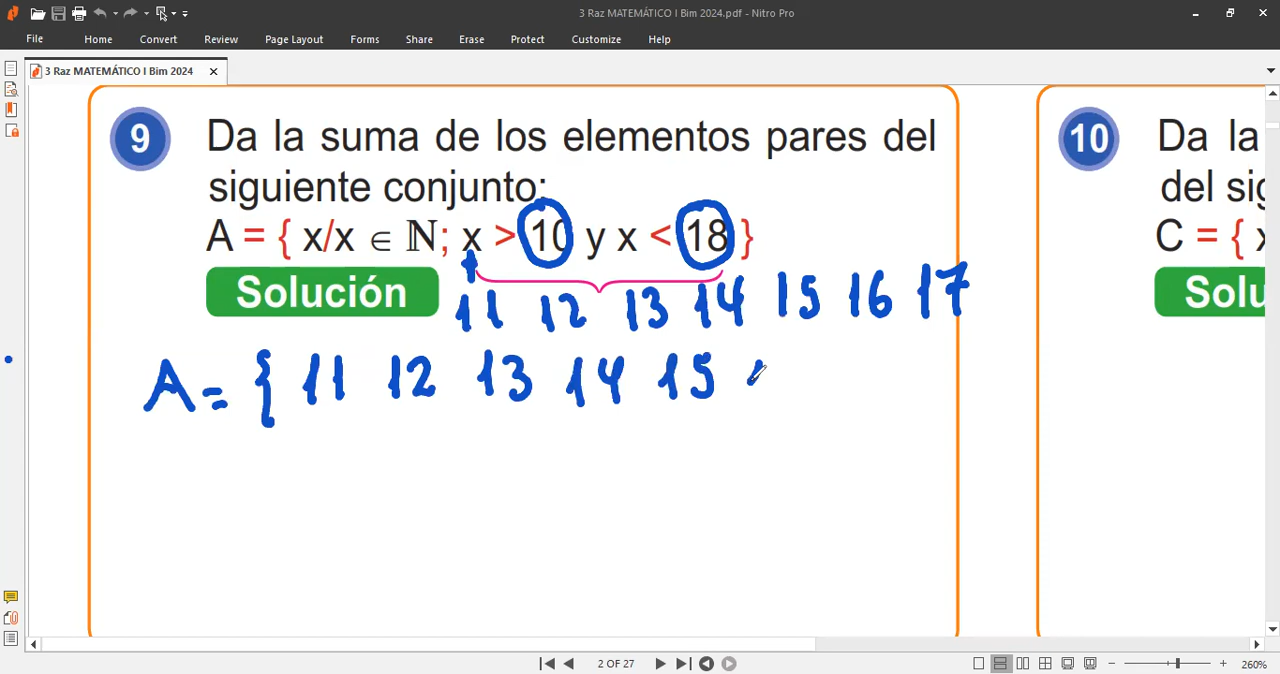 3 Raz MATEMÁTICO I Bim 2024.pdf - Nitro Pro
File Home Convert Review Page Layout Forms Share Erase Protect Customize Help
3 Raz MATEMÁTICO I Bim 2024
9 Da la suma de los elementos pares del
siguiente conjunto:
A = { x/x ∈ ℕ; x > 10 y x < 18 }
Solución
11 12 13 14 15 16 17
A = { 11 12 13 14 15
10 Da la
del sig
C = { x
Solu
2 OF 27
260%